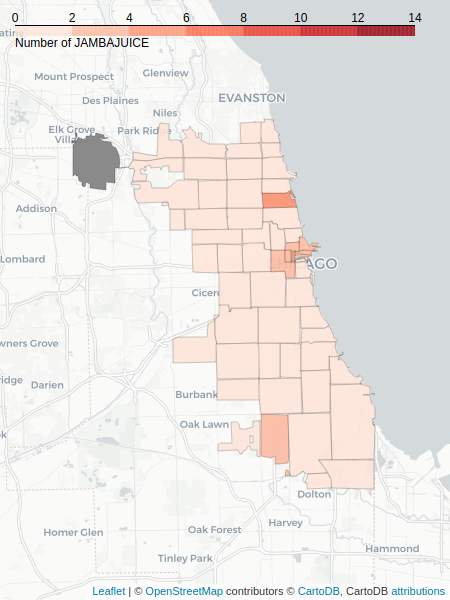 0 2 4 6 8 10 12 14
Number of JAMBAJUICE
Mount Prospect
Glenview
Des Plaines
EVANSTON
Niles
Elk Grove
Park Ridge
Addison
Lombard
AGO
Cicero
wners Grove
ridge
Darien
Burbank
Oak Lawn
Dolton
Harvey
Homer Glen
Oak Forest
Hammond
Tinley Park
Leaflet | © OpenStreetMap contributors © CartoDB, CartoDB attributions